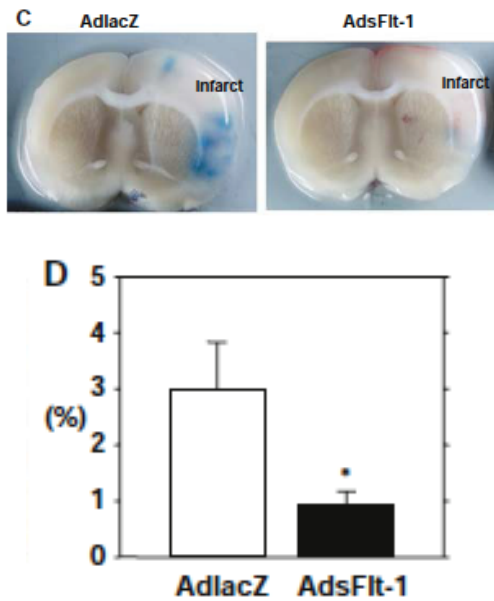 C
AdlacZ
AdsFlt-1
Infarct
Infarct
D
5
4
3
(%)
2
1
0
*
AdlacZ
AdsFlt-1